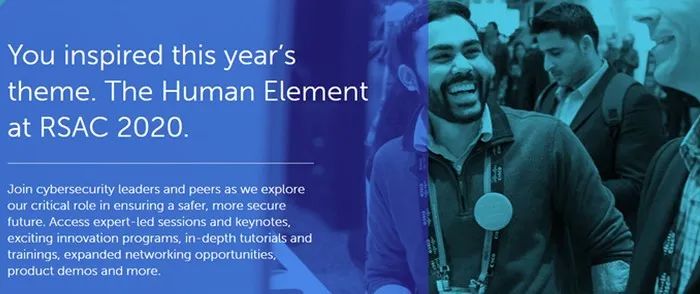 You inspired this year's
theme. The Human Element
at RSAC 2020.
Join cybersecurity leaders and peers as we explore
our critical role in ensuring a safer, more secure
future. Access expert-led sessions and keynotes,
exciting innovation programs, in-depth tutorials and
trainings, expanded networking opportunities,
product demos and more.